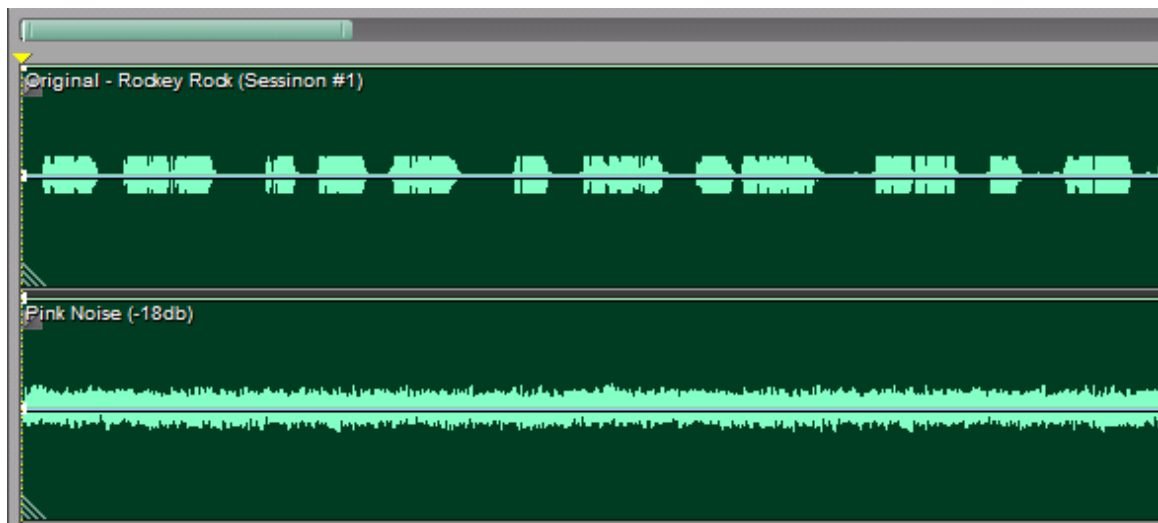 Original - Rockey Rock (Sessinon #1)
Pink Noise (-18db)